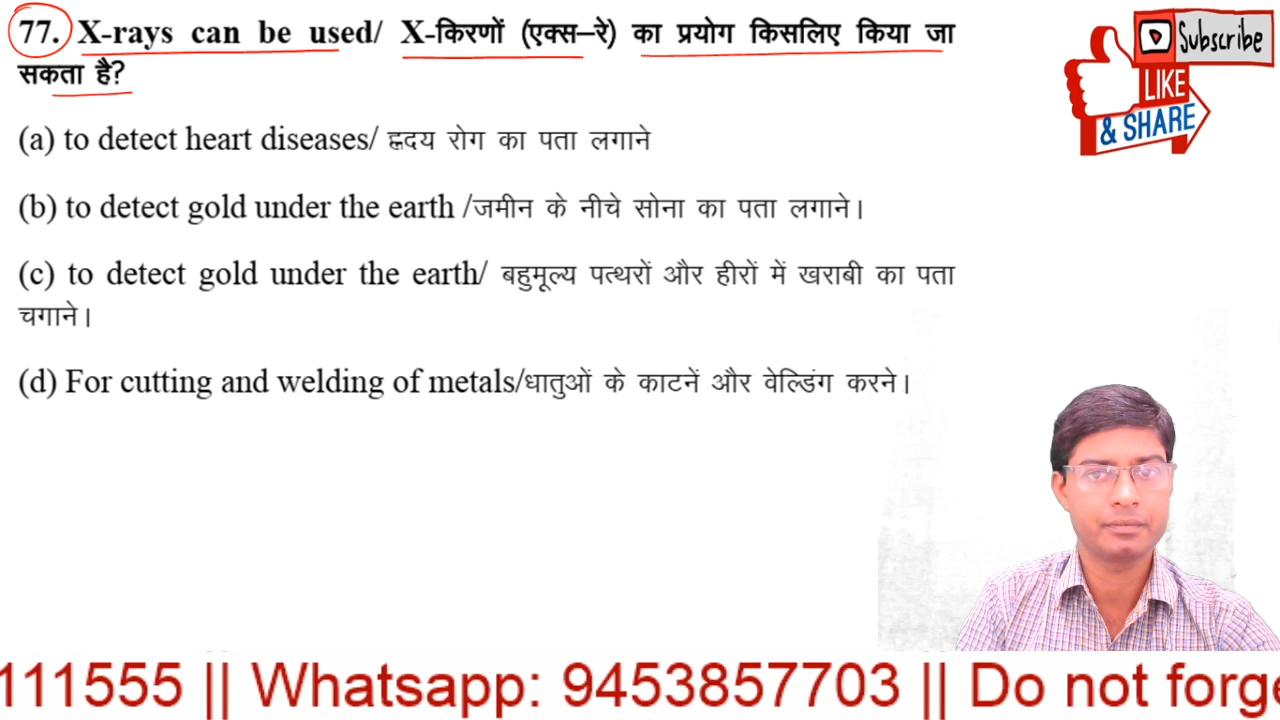 77. X-rays can be used/ X-किरणों (एक्स–रे) का प्रयोग किसलिए किया जा
सकता है?
(a) to detect heart diseases/ हृदय रोग का पता लगाने
(b) to detect gold under the earth /जमीन के नीचे सोना का पता लगाने।
(c) to detect gold under the earth/ बहुमूल्य पत्थरों और हीरों में खराबी का पता
चगाने।
(d) For cutting and welding of metals/धातुओं के काटनें और वेल्डिंग करने।
Subscribe
LIKE
& SHARE
111555 || Whatsapp: 9453857703 || Do not forge